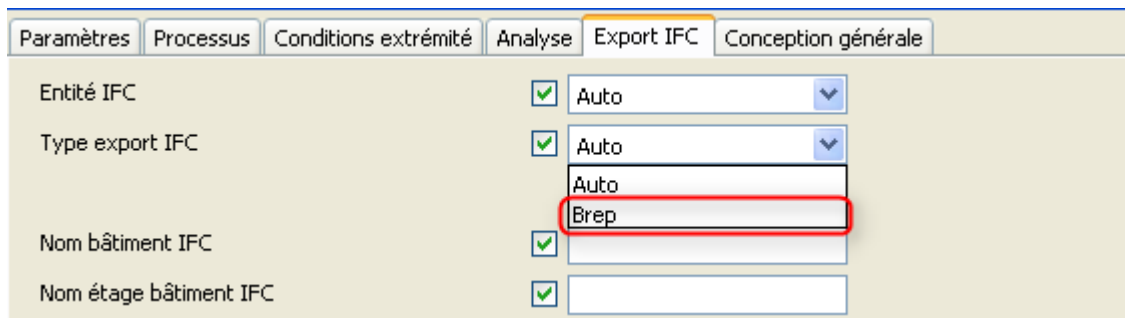 Paramètres Processus Conditions extrémité Analyse Export IFC Conception générale
Entité IFC Auto
Type export IFC Auto
Auto
Brep
Nom bâtiment IFC
Nom étage bâtiment IFC